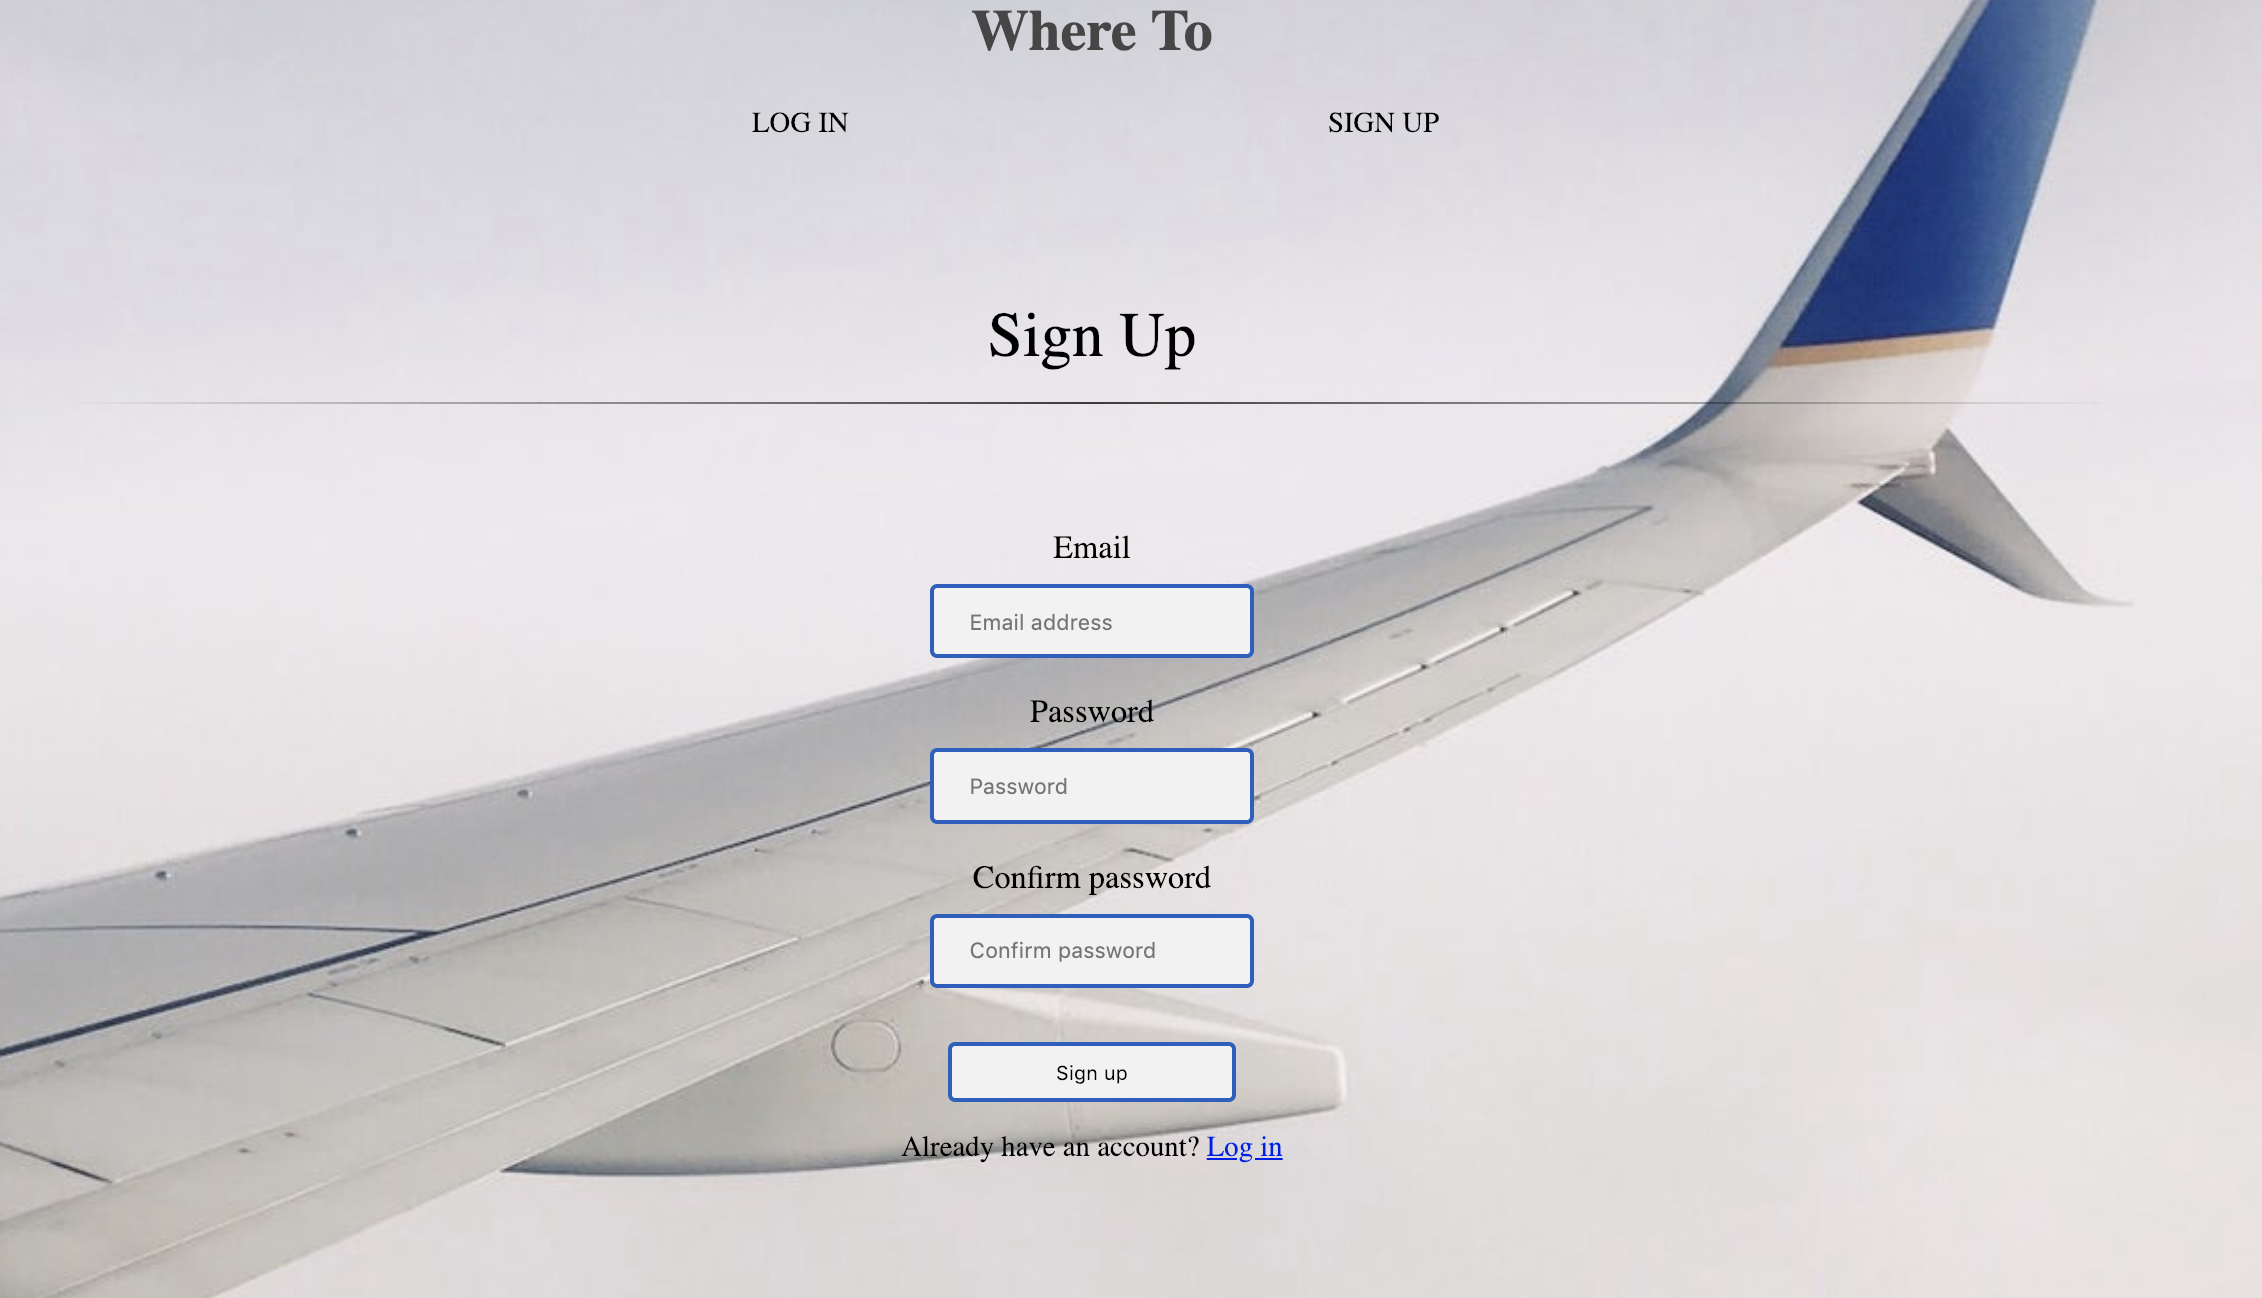 Where To
LOG IN SIGN UP
Sign Up
Email
Email address
Password
Password
Confirm password
Confirm password
Sign up
Already have an account? Log in